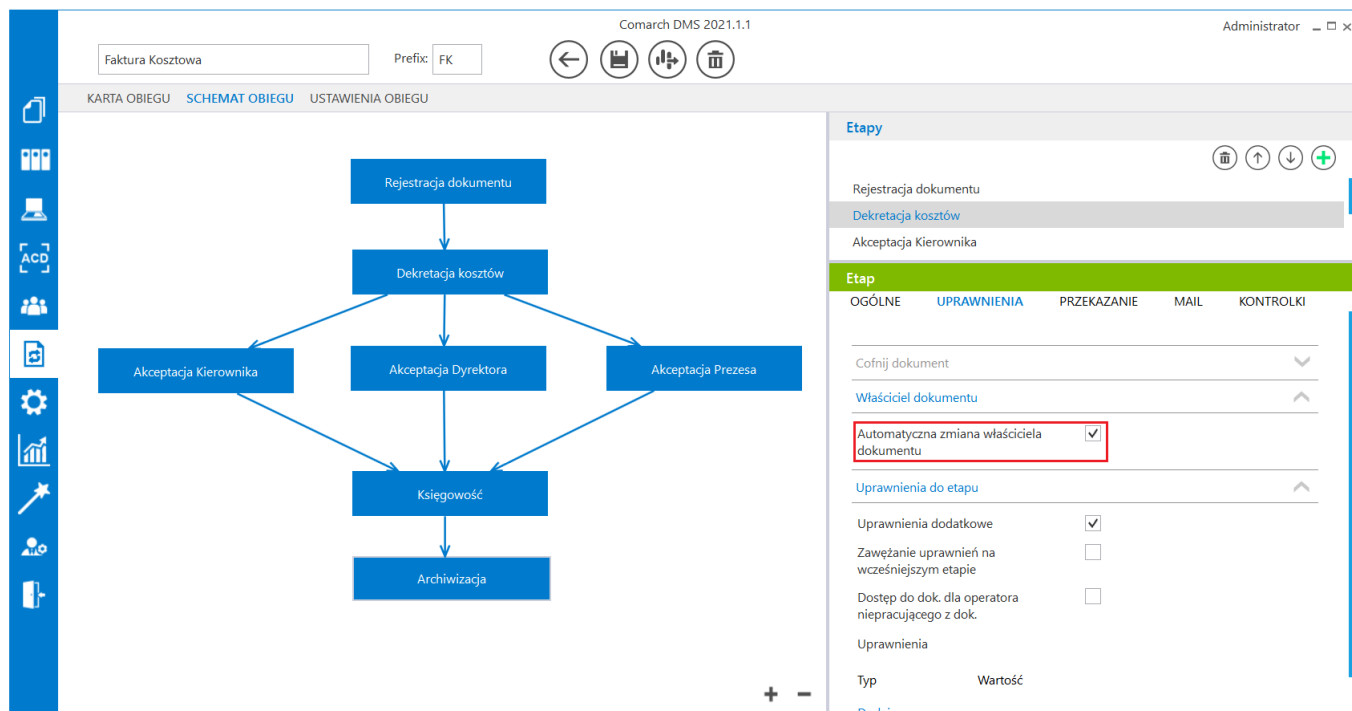 Comarch DMS 2021.1.1
Administrator
Faktura Kosztowa
Prefix:
FK
KARTA OBIEGU
SCHEMAT OBIEGU
USTAWIENIA OBIEGU
ACD
Rejestracja dokumentu
Dekretacja kosztów
Akceptacja Kierownika
Akceptacja Dyrektora
Akceptacja Prezesa
Księgowość
Archiwizacja
Etapy
Rejestracja dokumentu
Dekretacja kosztów
Akceptacja Kierownika
Etap
OGÓLNE
UPRAWNIENIA
PRZEKAZANIE
MAIL
KONTROLKI
Cofnij dokument
Właściciel dokumentu
Automatyczna zmiana właściciela
dokumentu
Uprawnienia do etapu
Uprawnienia dodatkowe
Zawężanie uprawnień na
wcześniejszym etapie
Dostęp do dok. dla operatora
niepracującego z dok.
Uprawnienia
Typ
Wartość